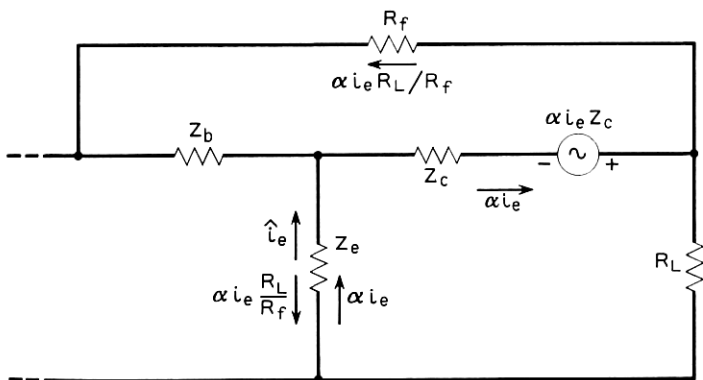 R_f
αi_e R_L/R_f
αi_e Z_c
Z_b
- ~ +
Z_c
αi_e
î_e
Z_e
R_L
αi_e R_L/R_f
αi_e